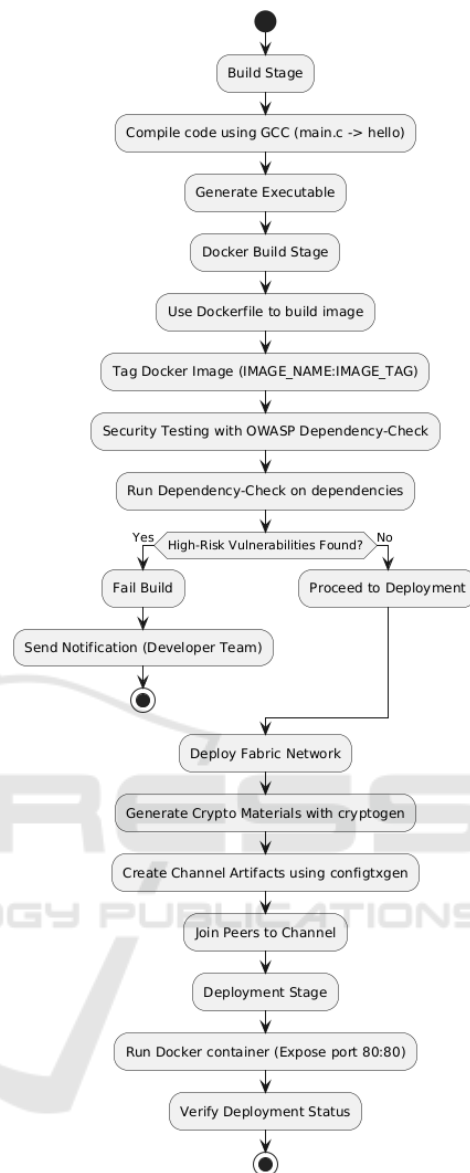 Build Stage
Compile code using GCC (main.c -> hello)
Generate Executable
Docker Build Stage
Use Dockerfile to build image
Tag Docker Image (IMAGE_NAME:IMAGE_TAG)
Security Testing with OWASP Dependency-Check
Run Dependency-Check on dependencies
Yes
High-Risk Vulnerabilities Found?
No
Fail Build
Proceed to Deployment
Send Notification (Developer Team)
Deploy Fabric Network
Generate Crypto Materials with cryptogen
Create Channel Artifacts using configtxgen
PUBLICATIONS
Join Peers to Channel
Deployment Stage
Run Docker container (Expose port 80:80)
Verify Deployment Status